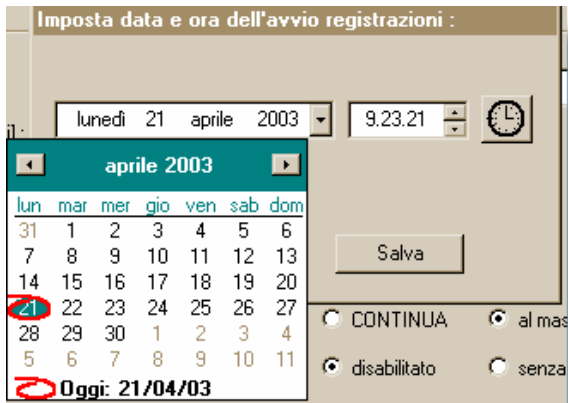 Imposta data e ora dell'avvio registrazioni :
lunedì 21 aprile 2003 9.23.21
il :
aprile 2003
lun mar mer gio ven sab dom
31 1 2 3 4 5 6
7 8 9 10 11 12 13
Salva
14 15 16 17 18 19 20
21 22 23 24 25 26 27
CONTINUA al mas
28 29 30 1 2 3 4
5 6 7 8 9 10 11
disabilitato senza
Oggi: 21/04/03